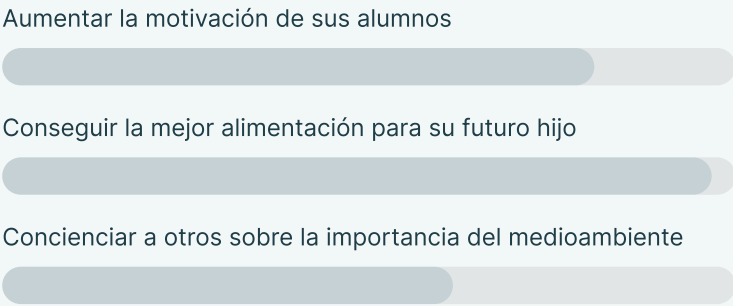 Aumentar la motivación de sus alumnos
Conseguir la mejor alimentación para su futuro hijo
Concienciar a otros sobre la importancia del medioambiente